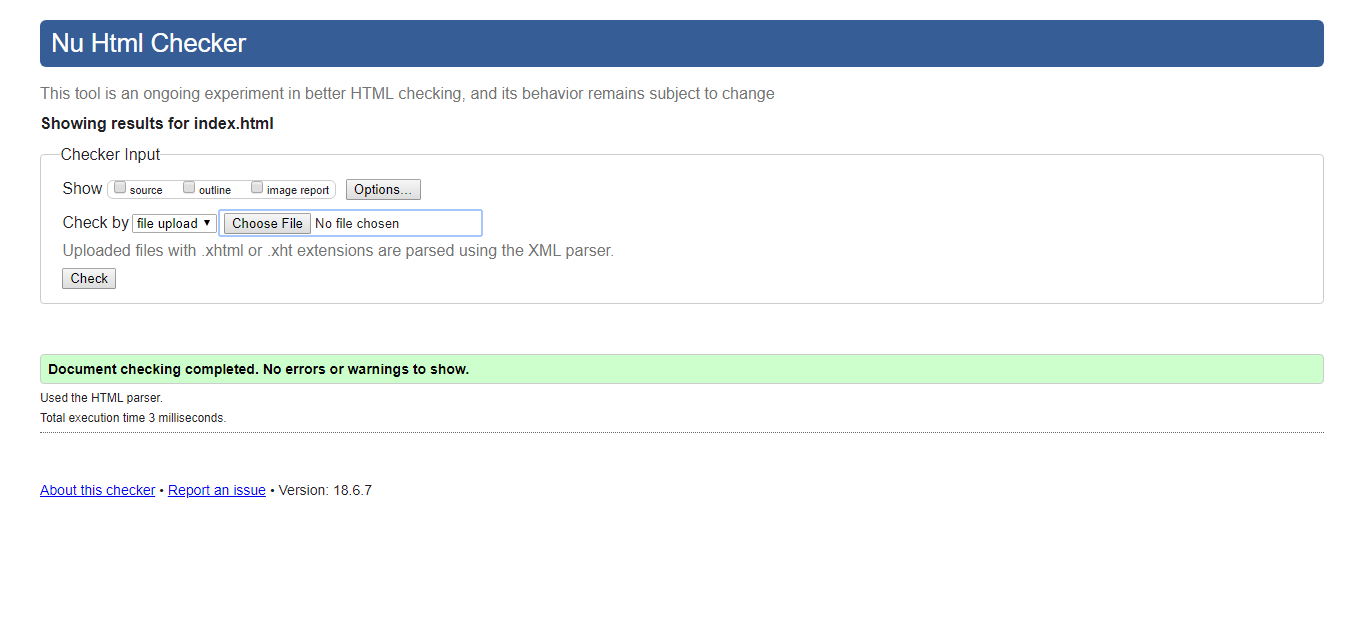 Nu Html Checker
This tool is an ongoing experiment in better HTML checking, and its behavior remains subject to change
Showing results for index.html
Checker Input
Show source outline image report Options...
Check by file upload Choose File No file chosen
Uploaded files with .xhtml or .xht extensions are parsed using the XML parser.
Check
Document checking completed. No errors or warnings to show.
Used the HTML parser.
Total execution time 3 milliseconds.
About this checker • Report an issue • Version: 18.6.7